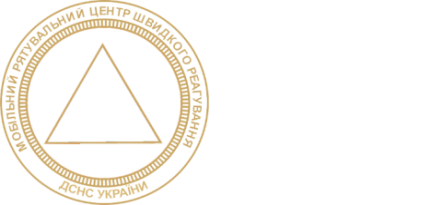 МОБІЛЬНИЙ РЯТУВАЛЬНИЙ ЦЕНТР ШВИДКОГО РЕАГУВАННЯ
ДСНС УКРАЇНИ